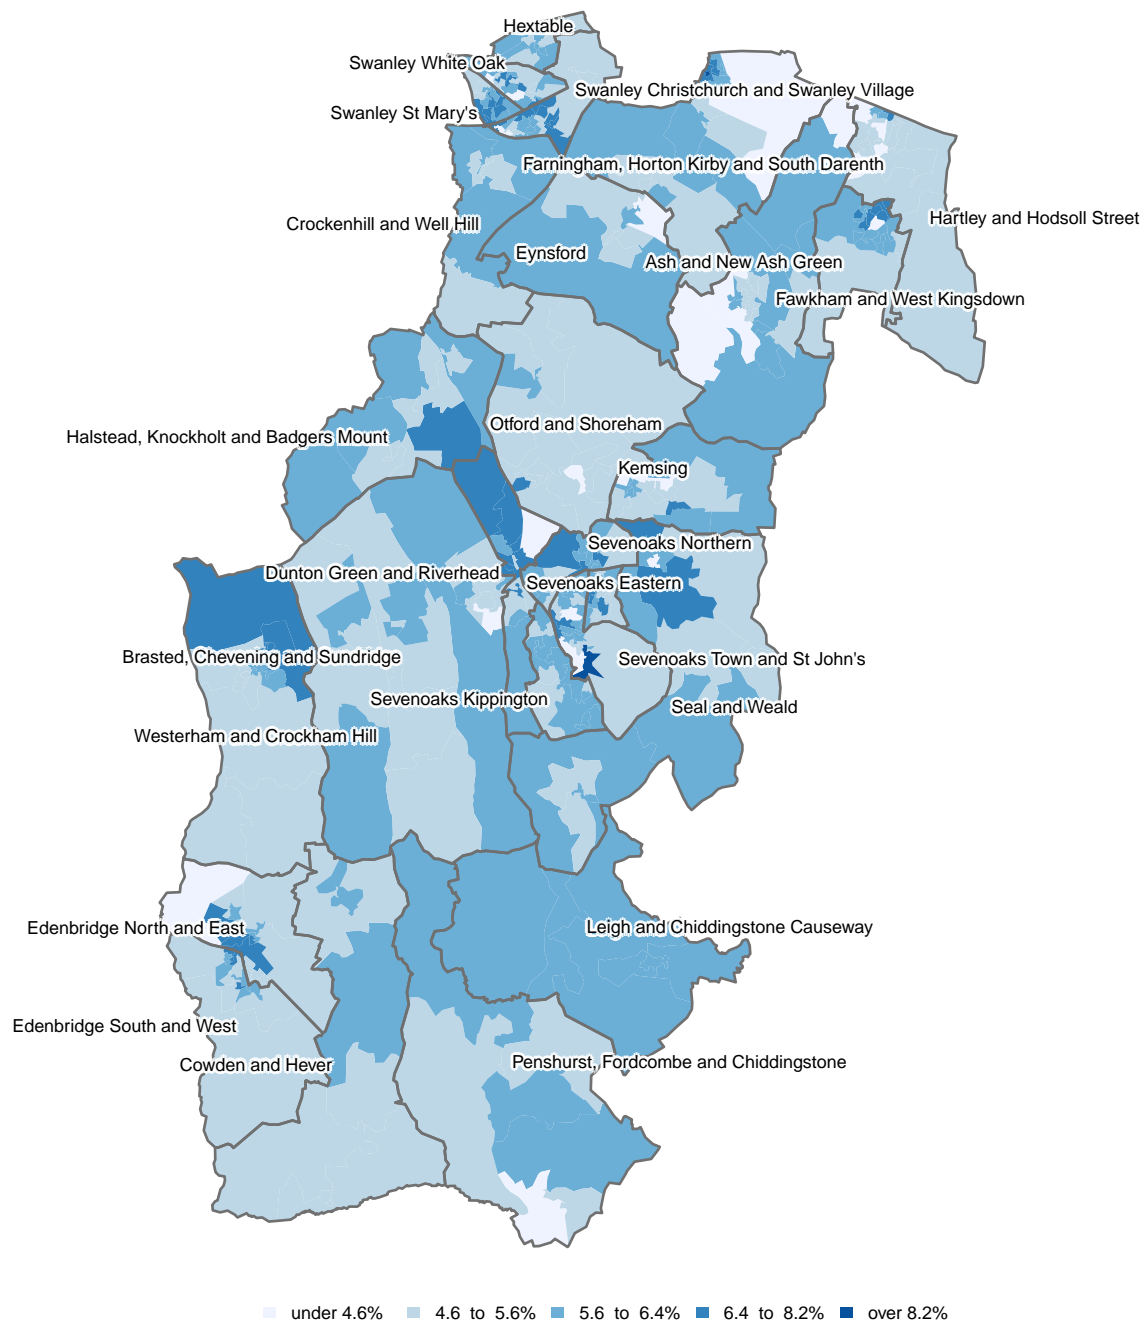 Hextable
Swanley White Oak
Swanley Christchurch and Swanley Village
Swanley St Mary's
Farningham, Horton Kirby and South Darenth
Hartley and Hodsoll Street
Crockenhill and Well Hill
Eynsford
Ash and New Ash Green
Fawkham and West Kingsdown
Otford and Shoreham
Halstead, Knockholt and Badgers Mount
Kemsing
Sevenoaks Northern
Dunton Green and Riverhead
Sevenoaks Eastern
Brasted, Chevening and Sundridge
Sevenoaks Town and St John's
Sevenoaks Kippington
Seal and Weald
Westerham and Crockham Hill
Edenbridge North and East
Leigh and Chiddingstone Causeway
Edenbridge South and West
Cowden and Hever
Penshurst, Fordcombe and Chiddingstone
under 4.6%
4.6 to 5.6%
5.6 to 6.4%
6.4 to 8.2%
over 8.2%